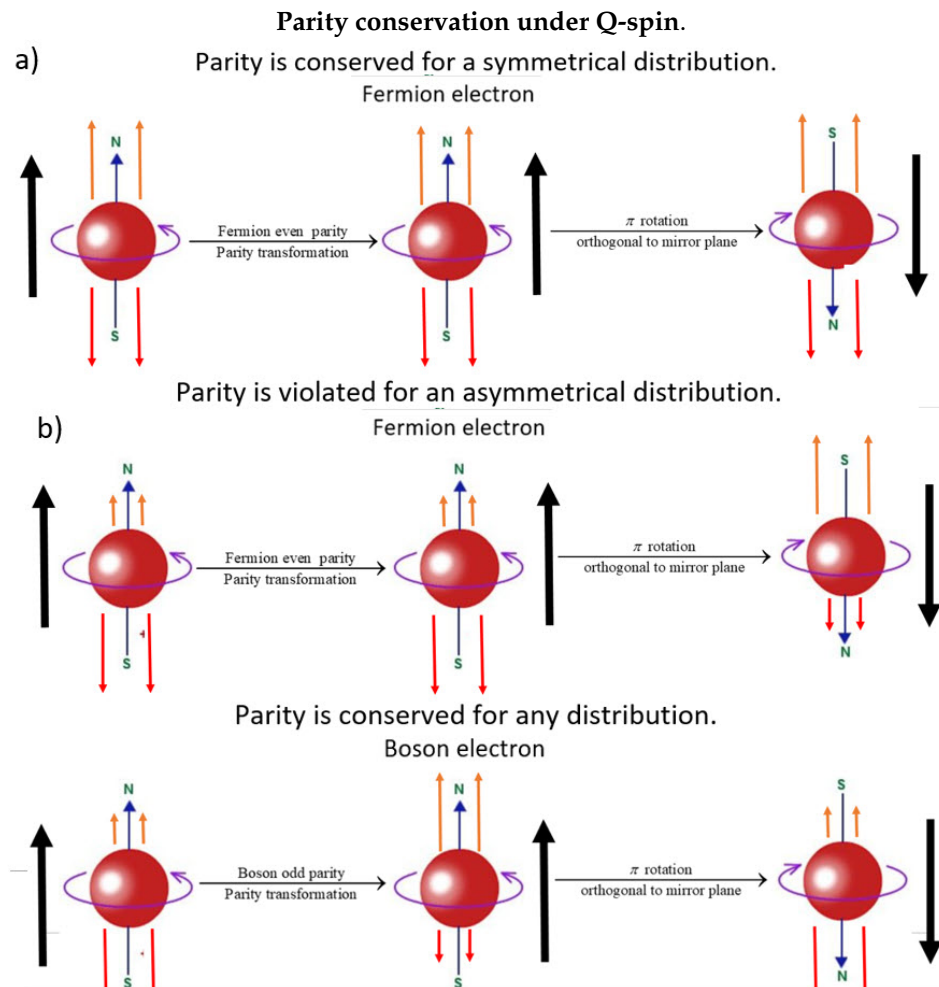 Parity conservation under Q-spin.
a)
Parity is conserved for a symmetrical distribution.
Fermion electron
N
N
S
Fermion even parity
Parity transformation
π rotation
orthogonal to mirror plane
S
S
N
Parity is violated for an asymmetrical distribution.
b)
Fermion electron
N
N
S
Fermion even parity
Parity transformation
π rotation
orthogonal to mirror plane
S
S
N
Parity is conserved for any distribution.
Boson electron
N
N
S
Boson odd parity
Parity transformation
π rotation
orthogonal to mirror plane
S
S
N